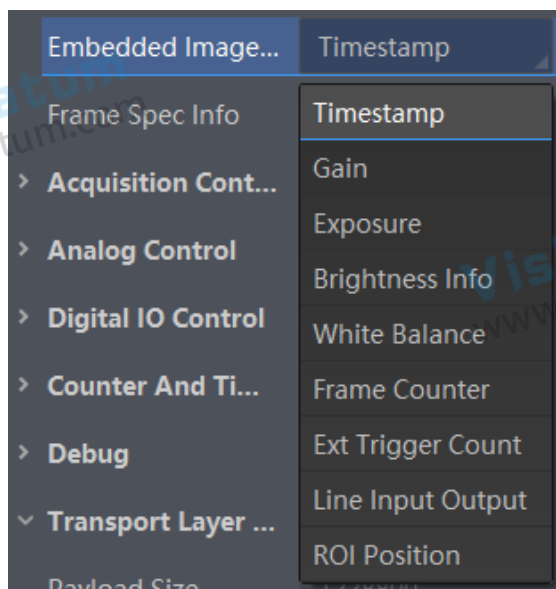 Embedded Image... Timestamp
Frame Spec Info Timestamp
Gain
Acquisition Cont...
Exposure
Analog Control
Brightness Info
Digital IO Control
White Balance
Counter And Ti...
Frame Counter
Debug
Ext Trigger Count
Transport Layer ...
Line Input Output
ROI Position
Payload Size